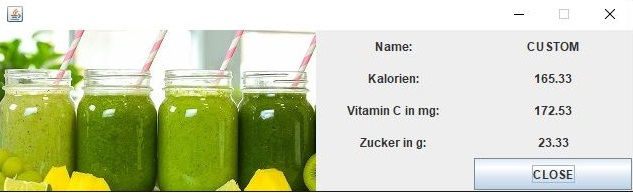 Name: CUSTOM
Kalorien: 165.33
Vitamin C in mg: 172.53
Zucker in g: 23.33
CLOSE